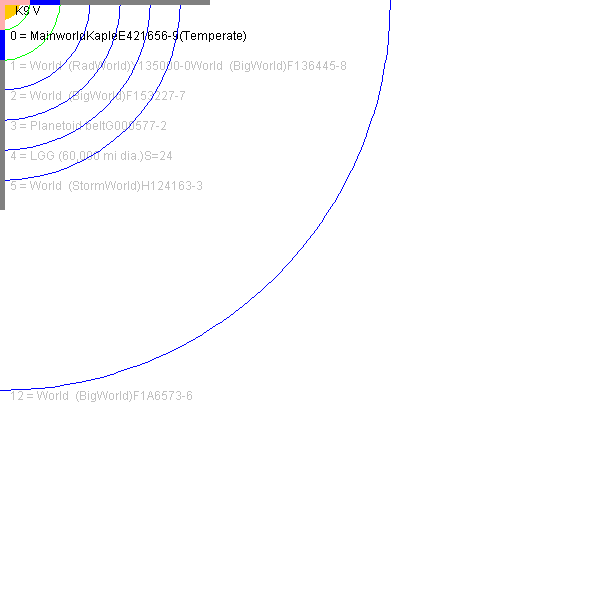 K9 V
0 = MainworldKapleE421656-9(Temperate)
1 = World (RadWorld)Y135000-0World (BigWorld)F136445-8
2 = World (BigWorld)F153227-7
3 = Planetoid beltG000577-2
4 = LGG (60,000 mi dia.)S=24
5 = World (StormWorld)H124163-3
12 = World (BigWorld)F1A6573-6